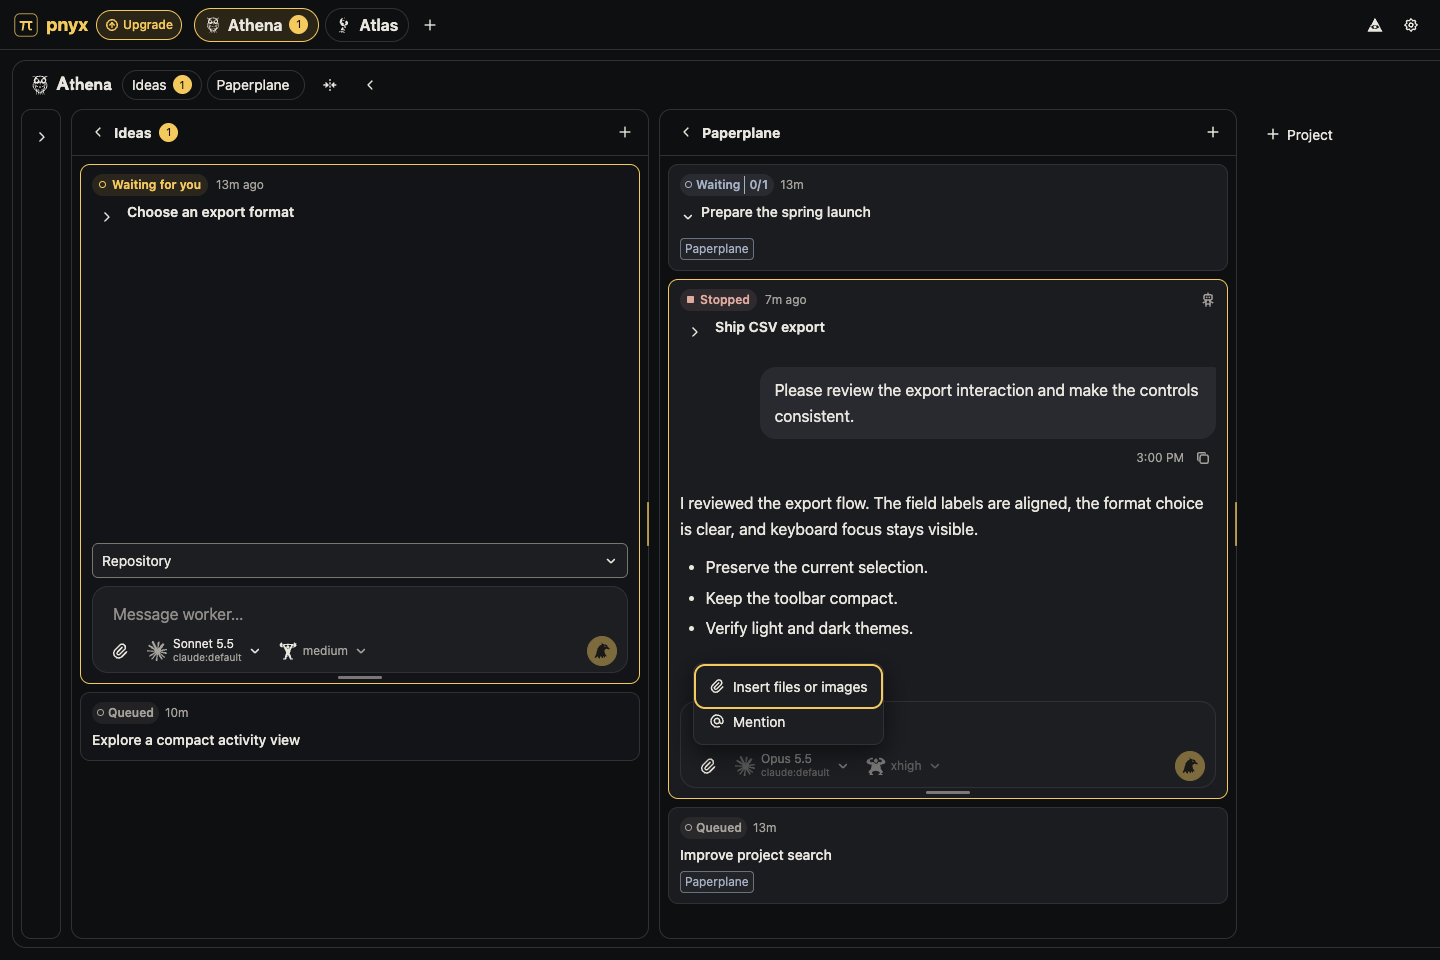 π pnyx Upgrade Athena 1 Atlas
Athena Ideas 1 Paperplane
Ideas 1
Waiting for you 13m ago
Choose an export format
Repository
Message worker...
Sonnet 5.5
claude:default
medium
Queued 10m
Explore a compact activity view
Paperplane
Waiting 0/1 13m
Prepare the spring launch
Paperplane
Stopped 7m ago
Ship CSV export
Please review the export interaction and make the controls
consistent.
3:00 PM
I reviewed the export flow. The field labels are aligned, the format choice
is clear, and keyboard focus stays visible.
• Preserve the current selection.
• Keep the toolbar compact.
• Verify light and dark themes.
Insert files or images
@ Mention
Opus 5.5
claude:default
xhigh
Queued 13m
Improve project search
Paperplane
+ Project